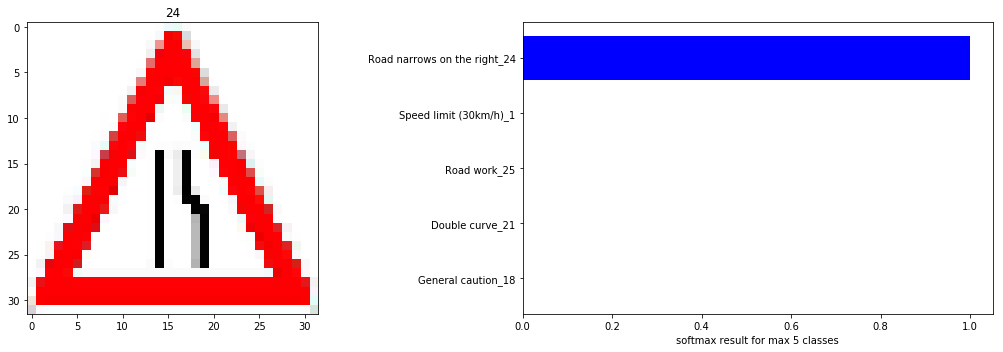 24
0
5
10
15
20
25
30
0 5 10 15 20 25 30
Road narrows on the right_24
Speed limit (30km/h)_1
Road work_25
Double curve_21
General caution_18
0.0 0.2 0.4 0.6 0.8 1.0
softmax result for max 5 classes